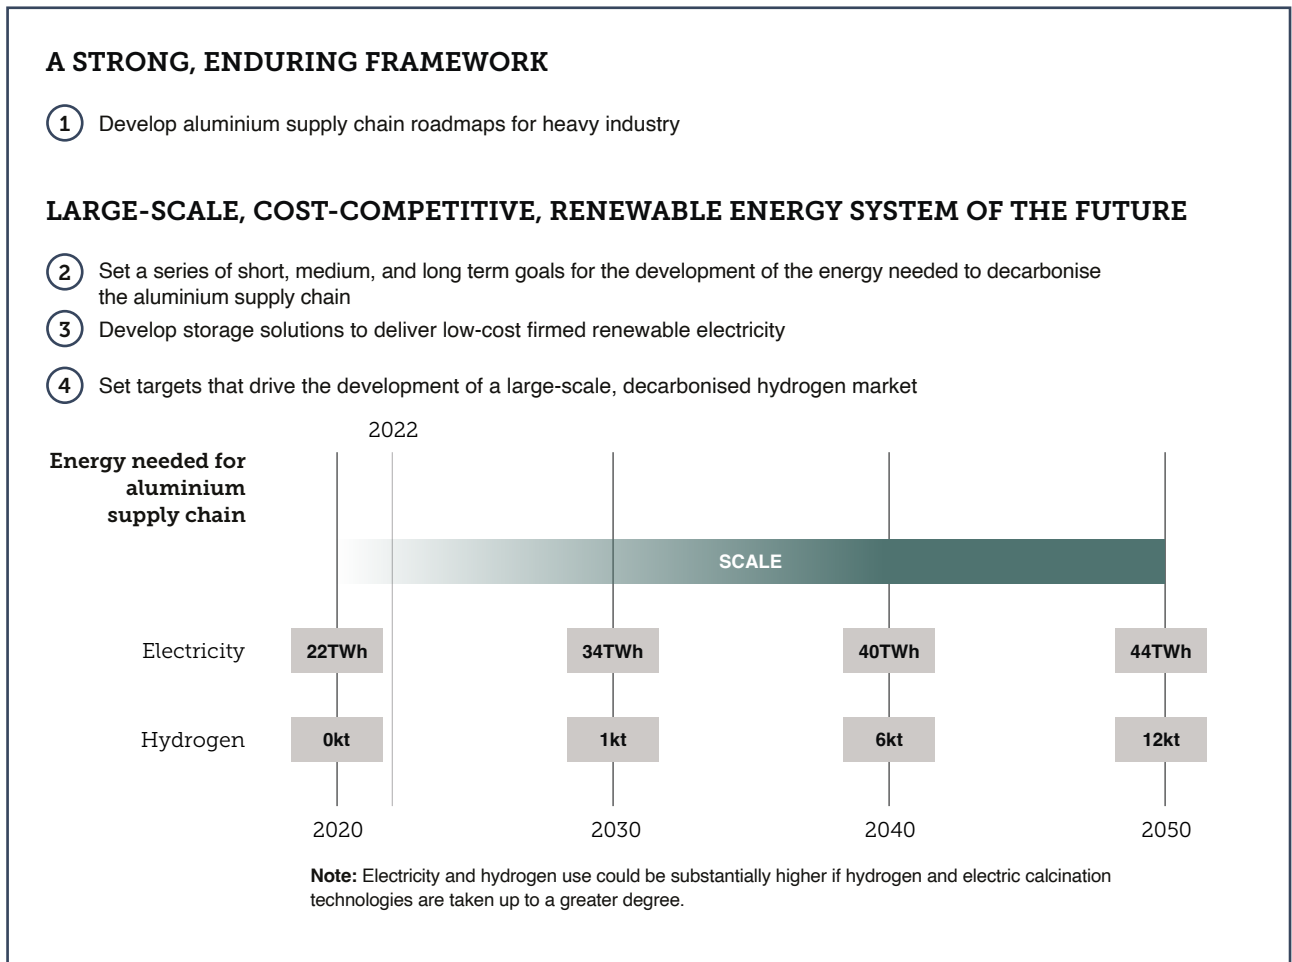 A STRONG, ENDURING FRAMEWORK
1 Develop aluminium supply chain roadmaps for heavy industry
LARGE-SCALE, COST-COMPETITIVE, RENEWABLE ENERGY SYSTEM OF THE FUTURE
2 Set a series of short, medium, and long term goals for the development of the energy needed to decarbonise
the aluminium supply chain
3 Develop storage solutions to deliver low-cost firmed renewable electricity
4 Set targets that drive the development of a large-scale, decarbonised hydrogen market
2022
Energy needed for
aluminium
supply chain
SCALE
Electricity 22TWh 34TWh 40TWh 44TWh
Hydrogen 0kt 1kt 6kt 12kt
2020 2030 2040 2050
Note: Electricity and hydrogen use could be substantially higher if hydrogen and electric calcination
technologies are taken up to a greater degree.